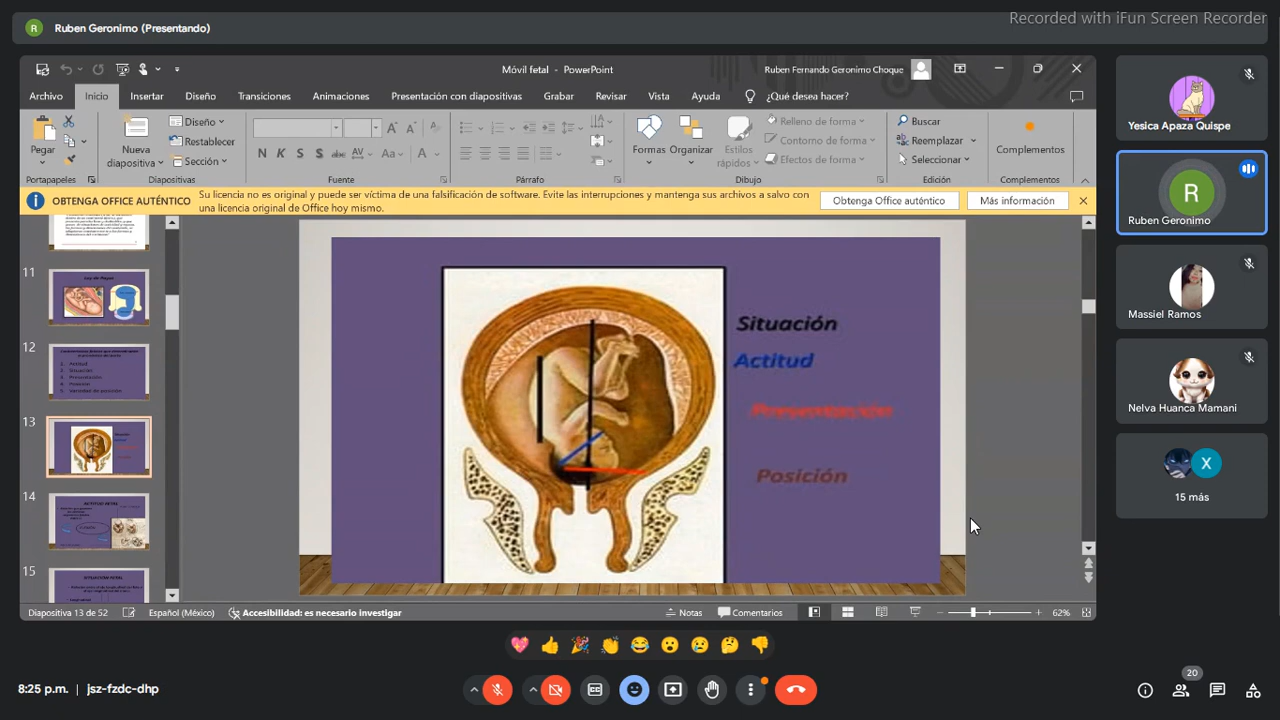 Recorded with iFun Screen Recorder
R Ruben Geronimo (Presentando)
Móvil fetal - PowerPoint
Ruben Fernando Geronimo Choque
Archivo Inicio Insertar Diseño Transiciones Animaciones Presentación con diapositivas Grabar Revisar Vista Ayuda ¿Qué desea hacer?
Pegar
Portapapeles
Nueva
diapositiva
Diseño
Restablecer
Sección
Diapositivas
N K S S abc AV Aa A
Fuente
Párrafo
Formas
Organizar
Estilos
rápidos
Relleno de forma
Contorno de forma
Efectos de forma
Dibujo
Buscar
Reemplazar
Seleccionar
Edición
Complementos
Complementos
OBTENGA OFFICE AUTÉNTICO
Su licencia no es original y puede ser víctima de una falsificación de software. Evite las interrupciones y mantenga sus archivos a salvo con
una licencia original de Office hoy mismo.
Obtenga Office auténtico
Más información
11
12
13
14
15
Situación
Actitud
Presentación
Posición
Diapositiva 13 de 52
Español (México)
Accesibilidad: es necesario investigar
Notas
Comentarios
62%
Yesica Apaza Quispe
R
Ruben Geronimo
Massiel Ramos
Nelva Huanca Mamani
X
15 más
8:25 p.m. | jsz-fzdc-dhp
20